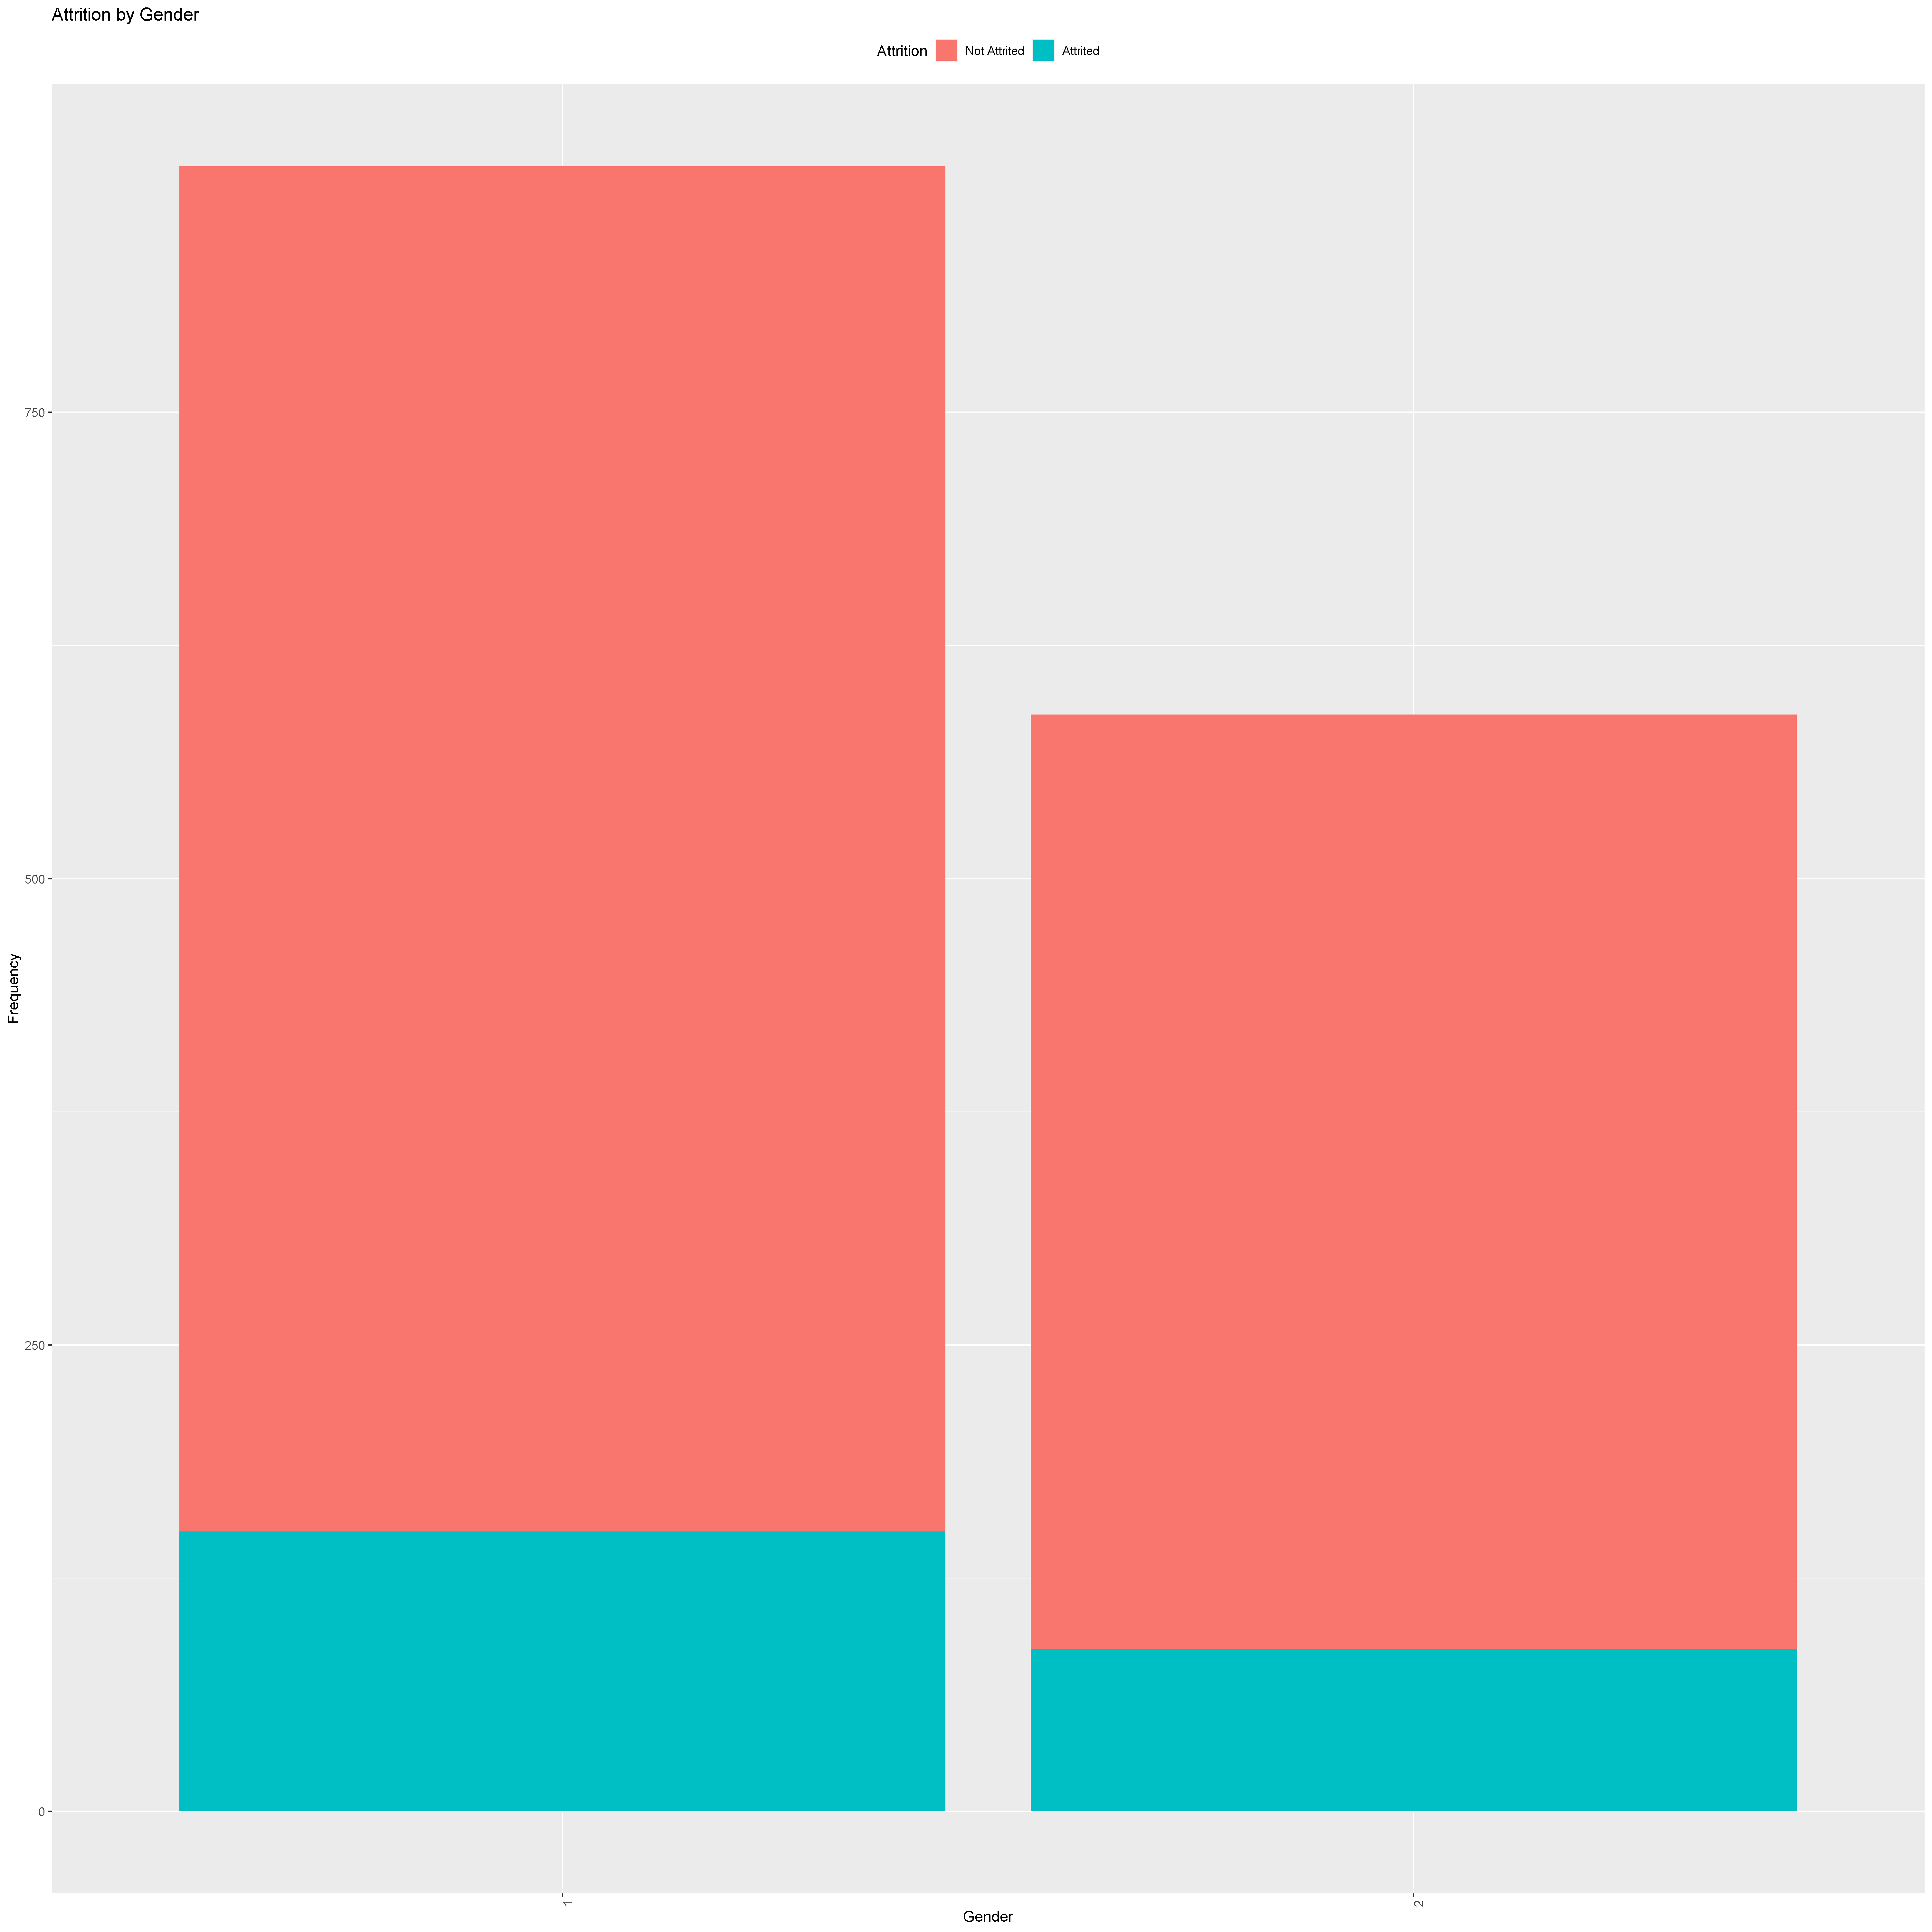 Attrition by Gender
Attrition Not Attrited Attrited
750
500
250
0
Frequency
1 2
Gender